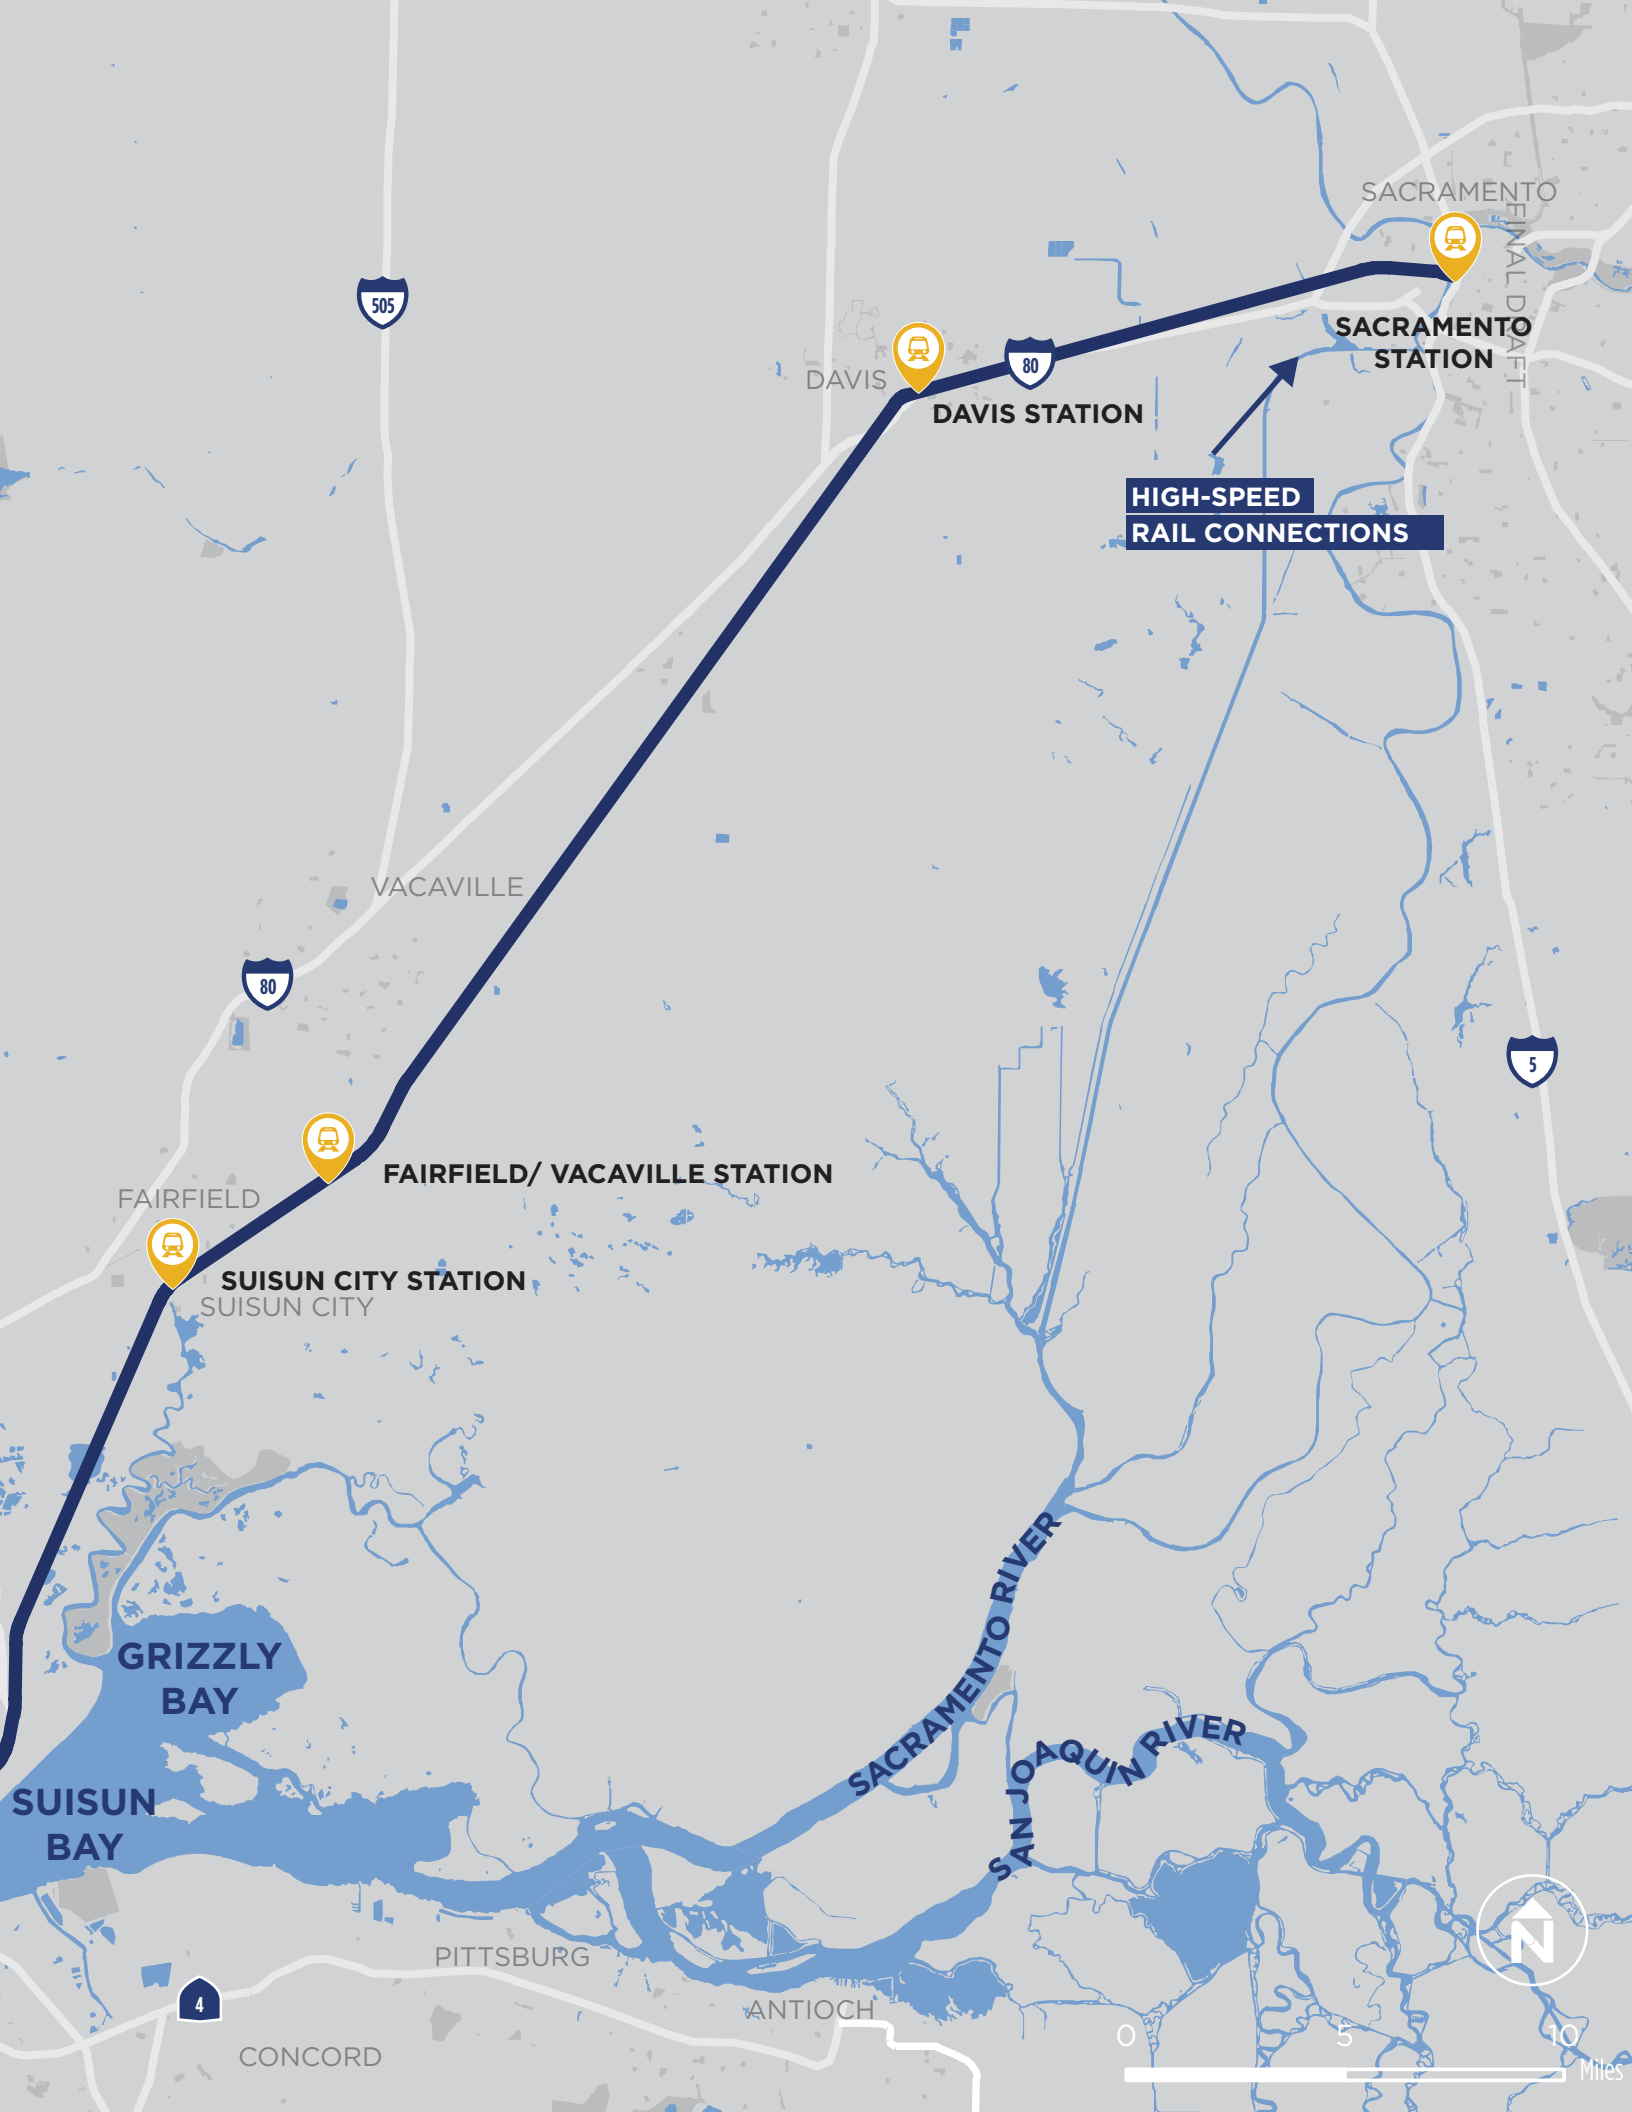 SACRAMENTO
FINAL DRAFT
505
SACRAMENTO
STATION
80
DAVIS
DAVIS STATION
HIGH-SPEED
RAIL CONNECTIONS
VACAVILLE
80
5
FAIRFIELD/ VACAVILLE STATION
FAIRFIELD
SUISUN CITY STATION
SUISUN CITY
SACRAMENTO RIVER
GRIZZLY
BAY
SAN JOAQUIN RIVER
SUISUN
BAY
N
PITTSBURG
4
ANTIOCH
CONCORD
0 5 10
Miles